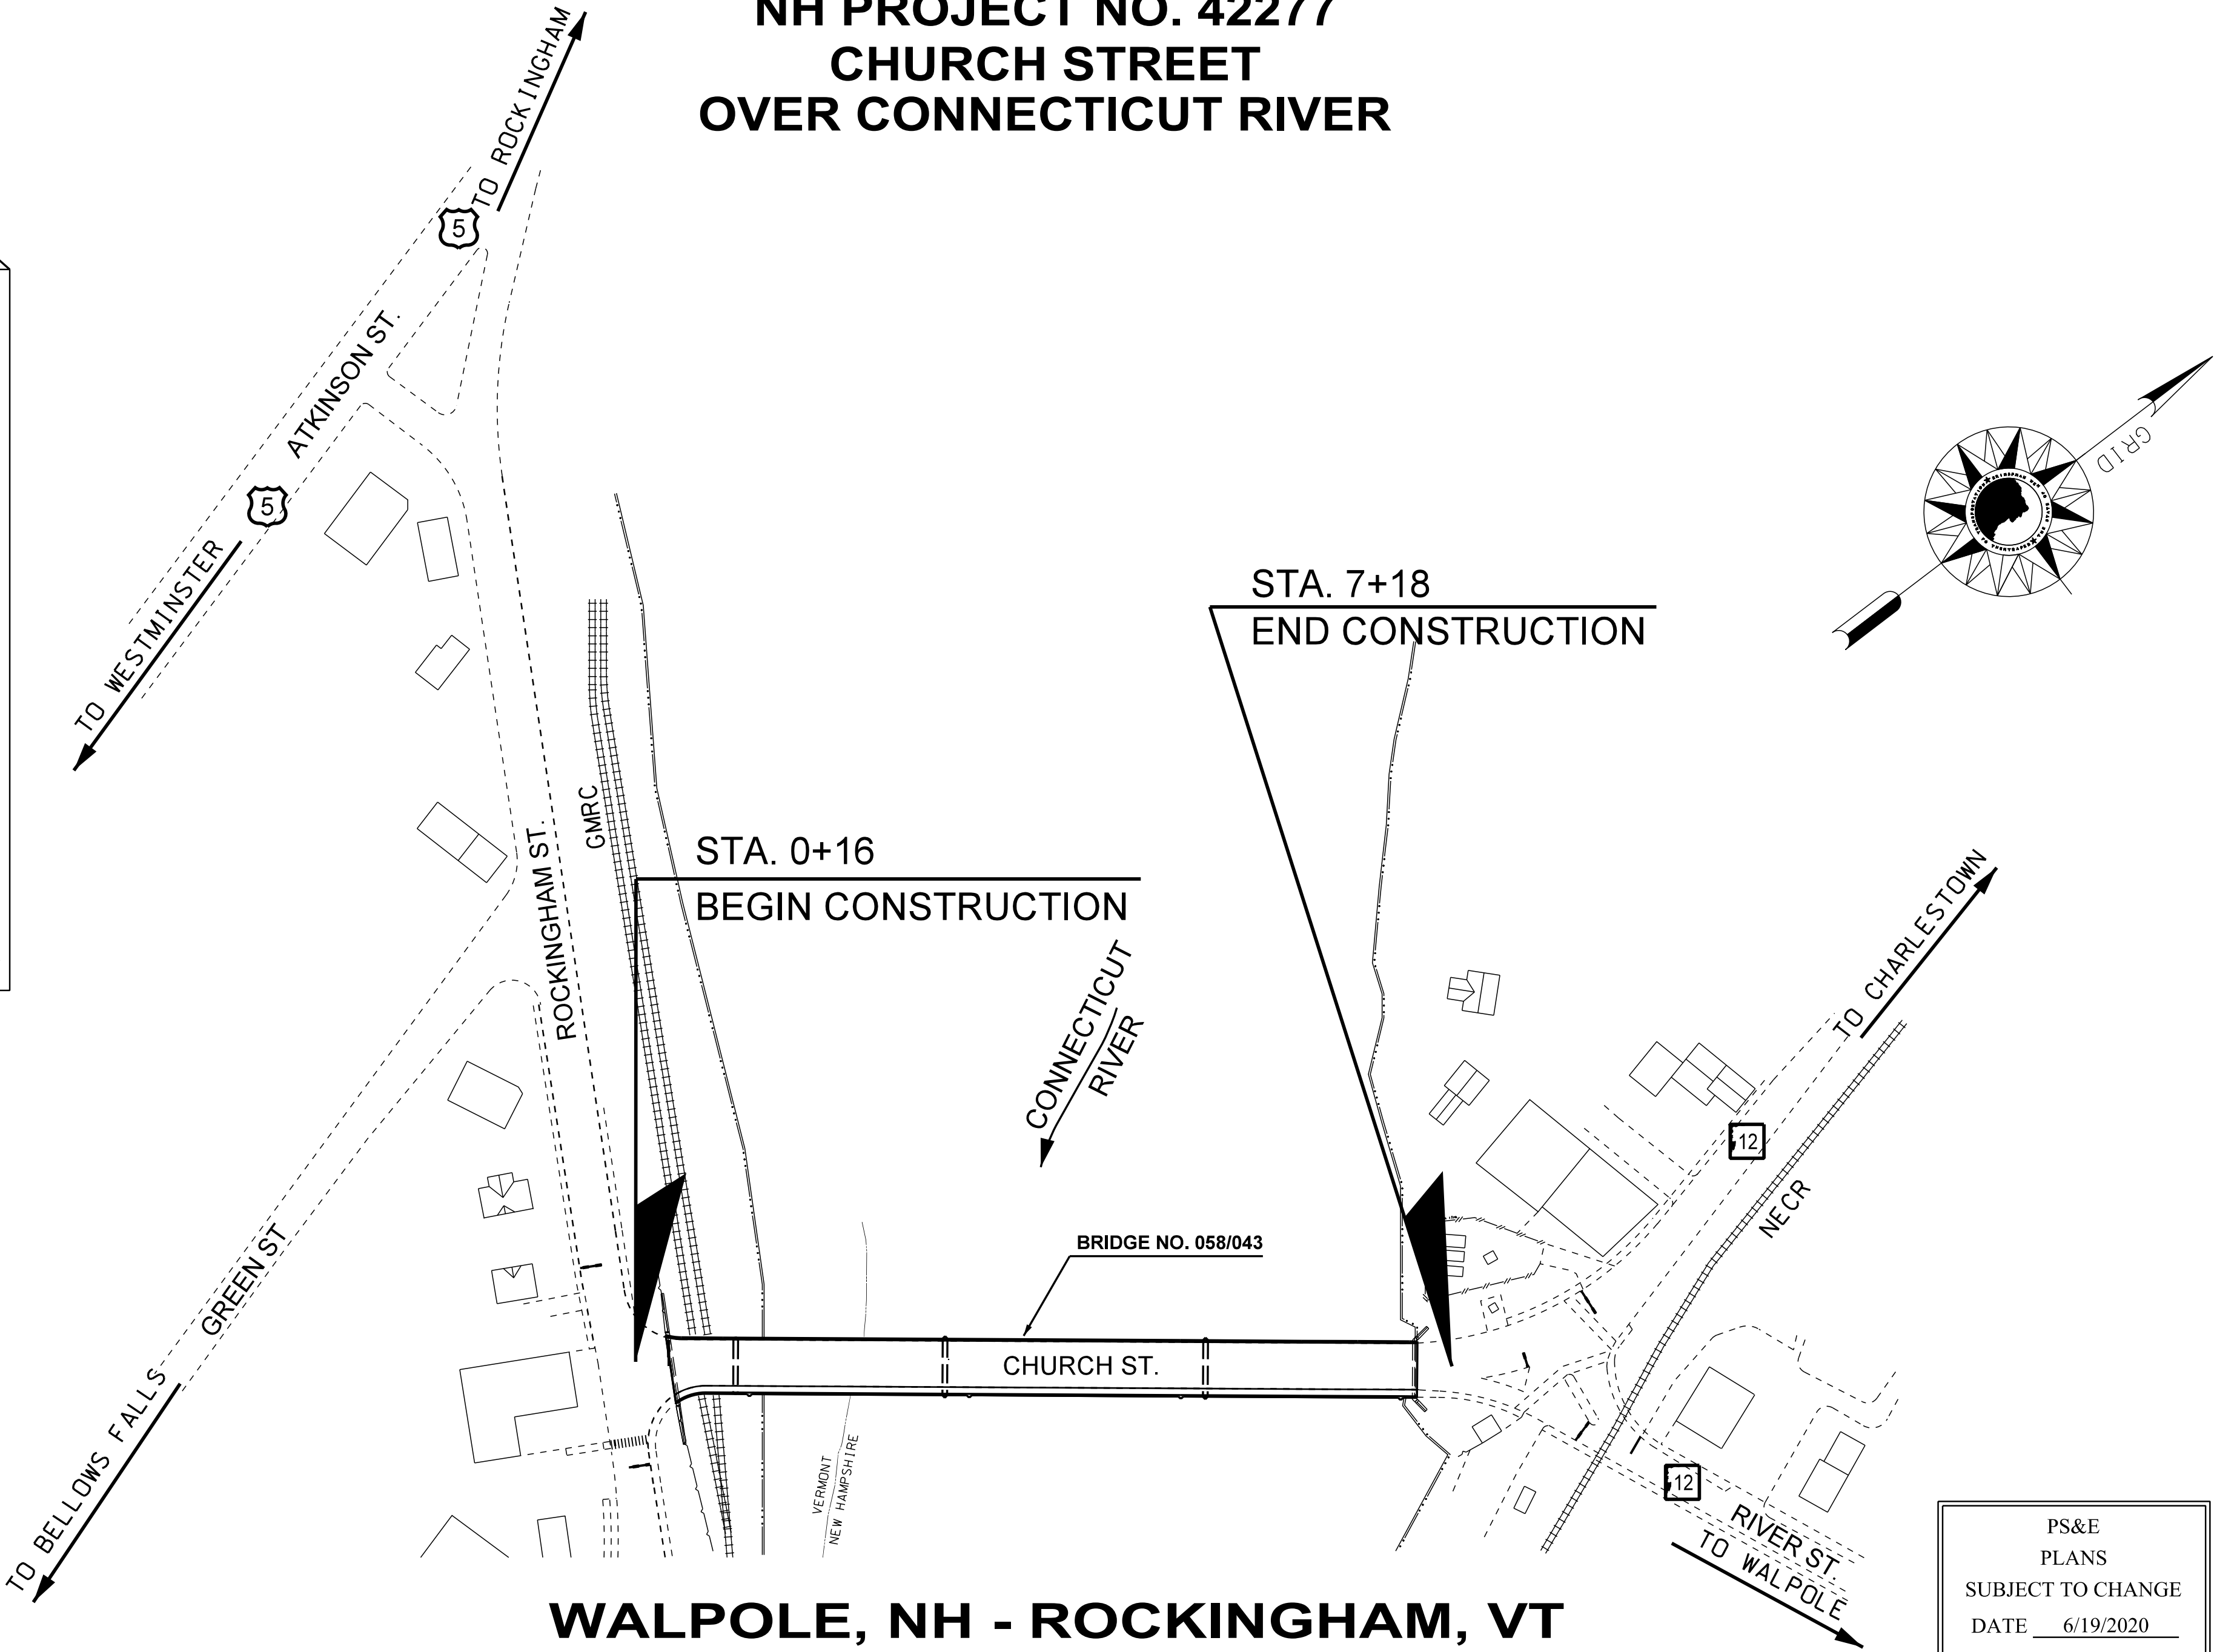 NH PROJECT NO. 42277
CHURCH STREET
OVER CONNECTICUT RIVER
TO ROCKINGHAM
5
ATKINSON ST.
5
TO WESTMINSTER
GRID
STA. 7+18
END CONSTRUCTION
GMRC
ROCKINGHAM ST.
STA. 0+16
BEGIN CONSTRUCTION
CONNECTICUT
RIVER
TO CHARLESTOWN
12
NECR
GREEN ST
BRIDGE NO. 058/043
CHURCH ST.
TO BELLOWS FALLS
VERMONT
NEW HAMPSHIRE
12
RIVER ST.
TO WALPOLE
WALPOLE, NH - ROCKINGHAM, VT
PS&E
PLANS
SUBJECT TO CHANGE
DATE 6/19/2020